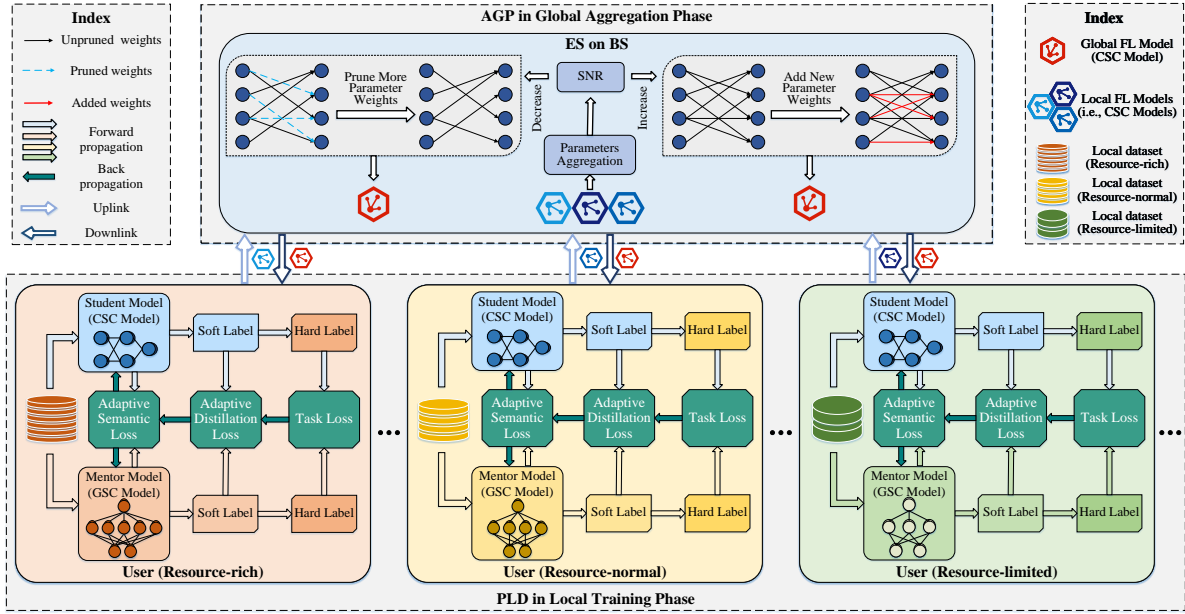 Index
Unpruned weights
Pruned weights
Added weights
Forward
propagation
Back
propagation
Uplink
Downlink
AGP in Global Aggregation Phase
ES on BS
Prune More
Parameter
Weights
Decrease
SNR
Increase
Parameters
Aggregation
Add New
Parameter
Weights
Index
Global FL Model
(CSC Model)
Local FL Models
(i.e., CSC Models)
Local dataset
(Resource-rich)
Local dataset
(Resource-normal)
Local dataset
(Resource-limited)
Student Model
(CSC Model)
Soft Label
Hard Label
Adaptive
Semantic
Loss
Adaptive
Distillation
Loss
Task Loss
Mentor Model
(GSC Model)
Soft Label
Hard Label
User (Resource-rich)
...
Student Model
(CSC Model)
Soft Label
Hard Label
Adaptive
Semantic
Loss
Adaptive
Distillation
Loss
Task Loss
Mentor Model
(GSC Model)
Soft Label
Hard Label
User (Resource-normal)
...
Student Model
(CSC Model)
Soft Label
Hard Label
Adaptive
Semantic
Loss
Adaptive
Distillation
Loss
Task Loss
Mentor Model
(GSC Model)
Soft Label
Hard Label
User (Resource-limited)
...
PLD in Local Training Phase